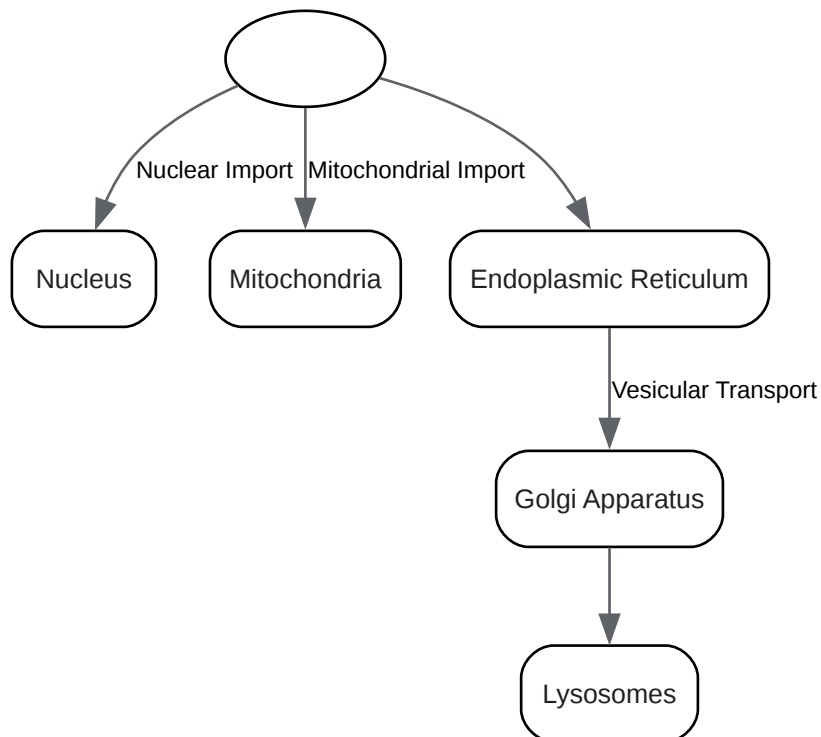 Nuclear Import
Mitochondrial Import
Nucleus
Mitochondria
Endoplasmic Reticulum
Vesicular Transport
Golgi Apparatus
Lysosomes